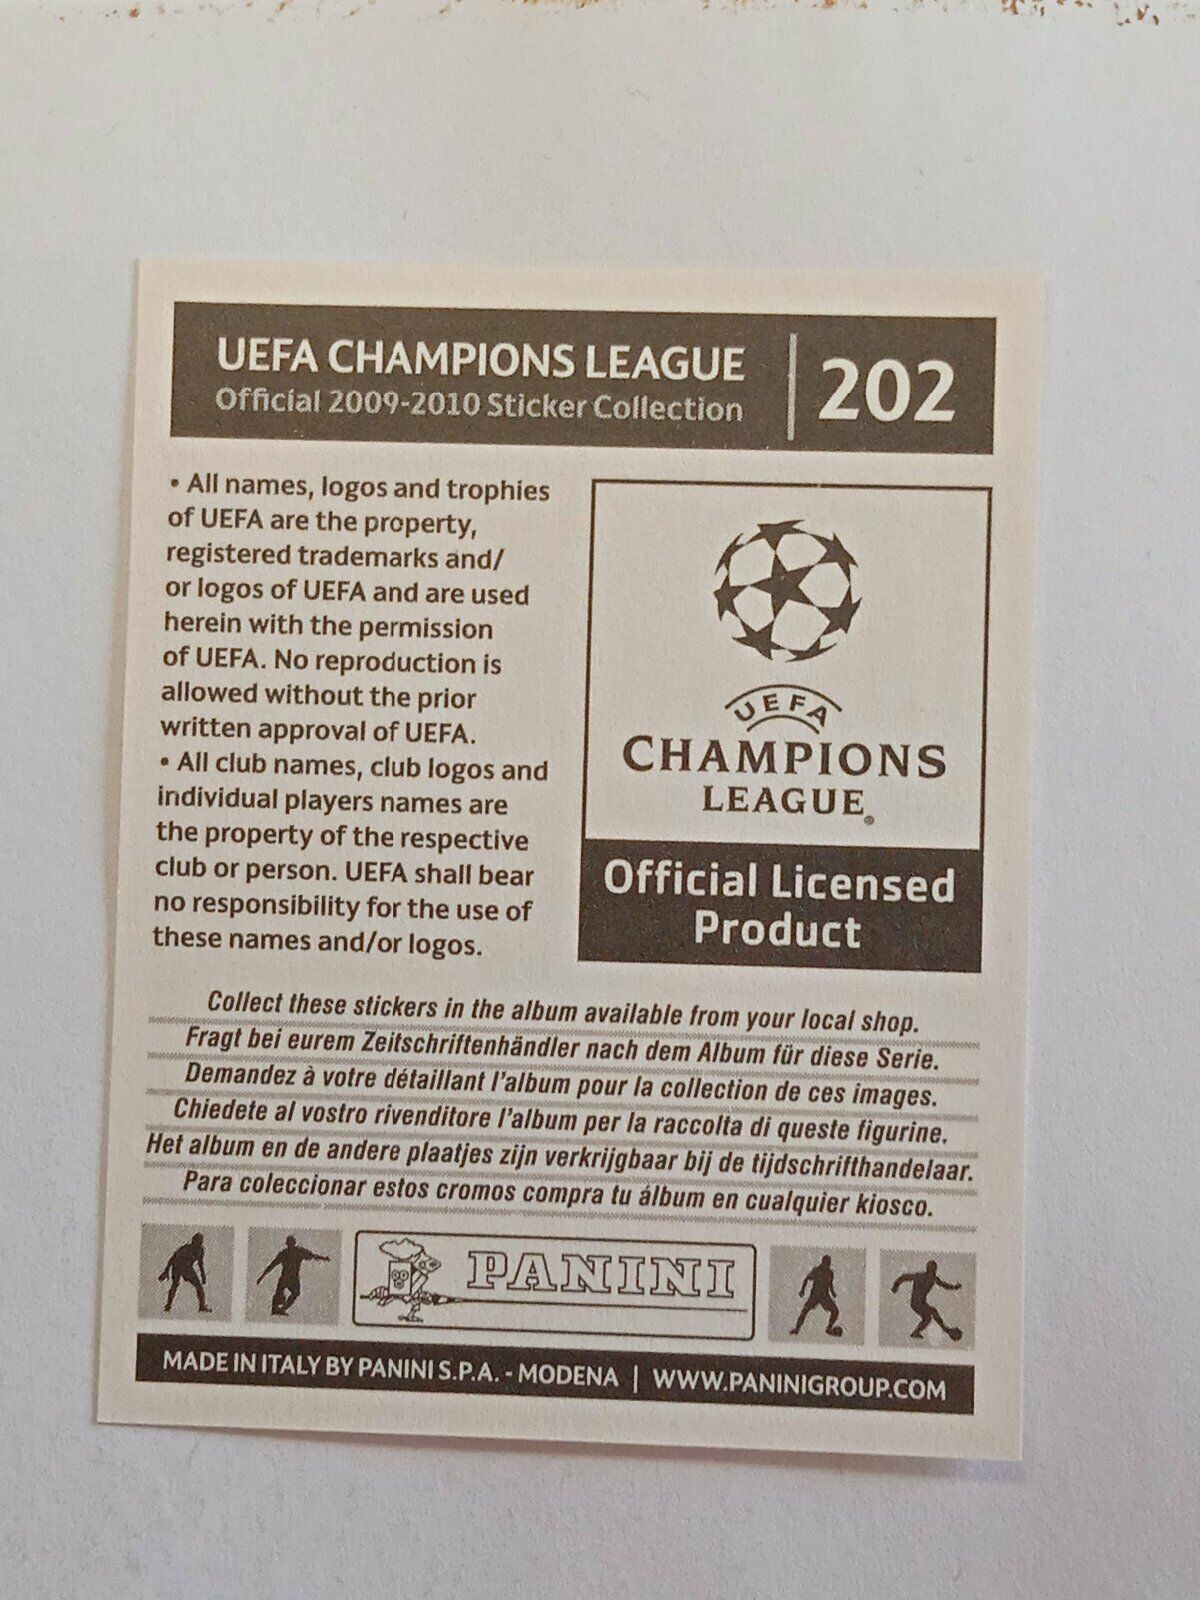 UEFA CHAMPIONS LEAGUE
Official 2009-2010 Sticker Collection
202
• All names, logos and trophies
of UEFA are the property,
registered trademarks and/
or logos of UEFA and are used
herein with the permission
of UEFA. No reproduction is
allowed without the prior
written approval of UEFA.
• All club names, club logos and
individual players names are
the property of the respective
club or person. UEFA shall bear
no responsibility for the use of
these names and/or logos.
UEFA
CHAMPIONS
LEAGUE®
Official Licensed
Product
Collect these stickers in the album available from your local shop.
Fragt bei eurem Zeitschriftenhändler nach dem Album für diese Serie.
Demandez à votre détaillant l'album pour la collection de ces images.
Chiedete al vostro rivenditore l'album per la raccolta di queste figurine.
Het album en de andere plaatjes zijn verkrijgbaar bij de tijdschrifthandelaar.
Para coleccionar estos cromos compra tu álbum en cualquier kiosco.
PANINI
MADE IN ITALY BY PANINI S.P.A. - MODENA | WWW.PANINIGROUP.COM